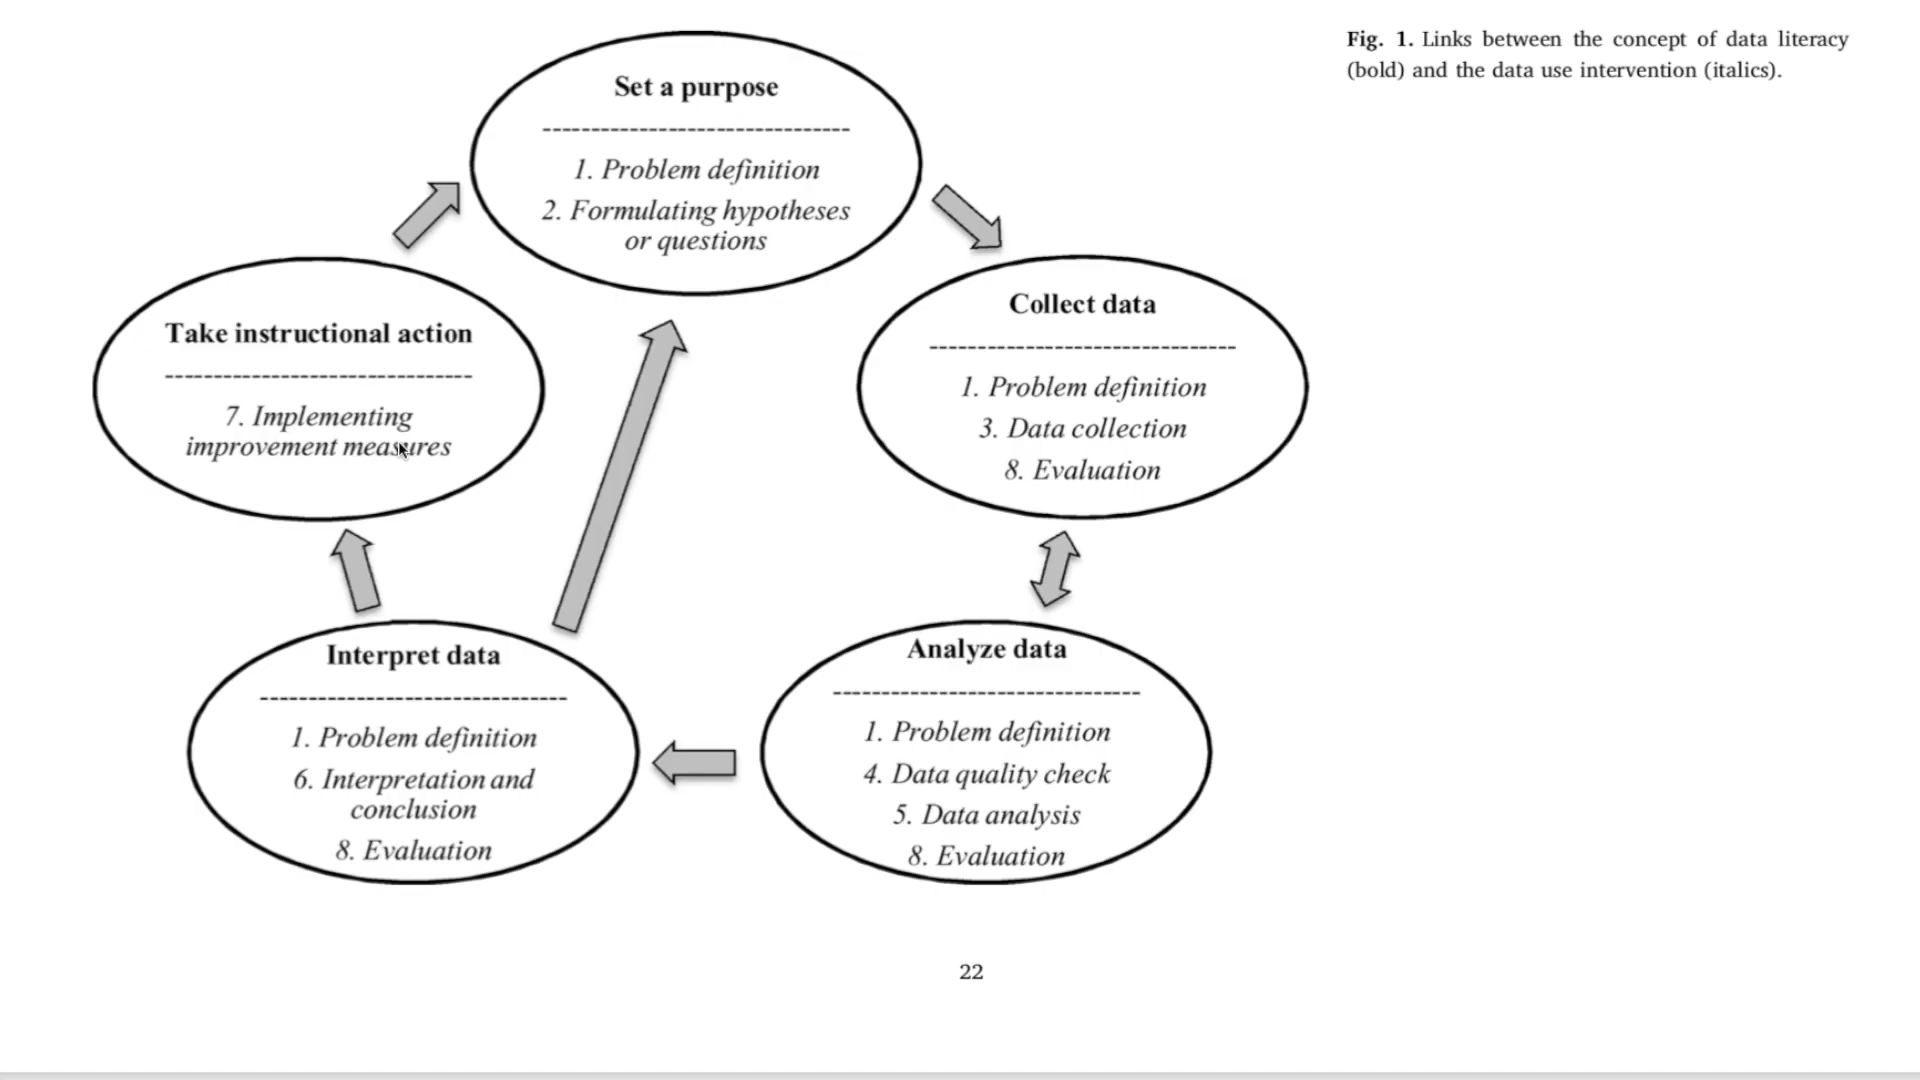 Fig. 1. Links between the concept of data literacy
(bold) and the data use intervention (italics).
Set a purpose
--------------------------------
1. Problem definition
2. Formulating hypotheses
or questions
Collect data
--------------------------------
1. Problem definition
3. Data collection
8. Evaluation
Take instructional action
--------------------------------
7. Implementing
improvement measures
Analyze data
--------------------------------
1. Problem definition
4. Data quality check
5. Data analysis
8. Evaluation
Interpret data
--------------------------------
1. Problem definition
6. Interpretation and
conclusion
8. Evaluation
22